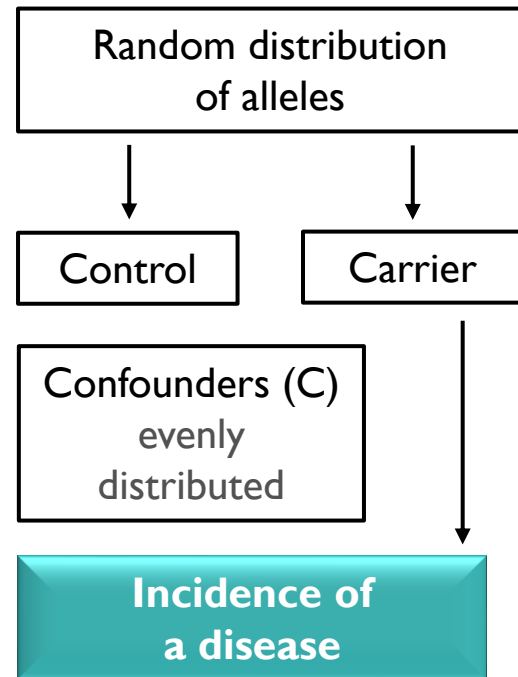 Random distribution
of alleles
Control
Carrier
Confounders (C)
evenly
distributed
Incidence of
a disease